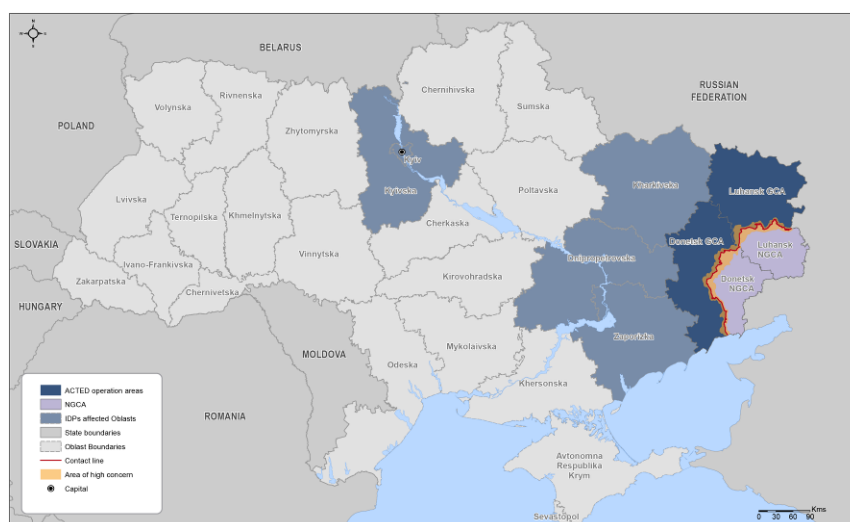 N
W
E
S
BELARUS
RUSSIAN
FEDERATION
POLAND
Volynska
Rivnenska
Zhytomyrska
Chernihivska
Sumska
Kyiv
Kyivska
Kharkivska
Luhansk GCA
Lvivska
Ternopilska
Khmelnytska
Poltavska
Cherkaska
Donetsk GCA
Luhansk
NGCA
SLOVAKIA
Ivano-Frankivska
Vinnytska
Dnipropetrovska
Zakarpatska
Chernivetska
Kirovohradska
Donetsk
NGCA
HUNGARY
MOLDOVA
Odeska
Mykolaivska
Zaporizka
Khersonska
ROMANIA
ACTED operation areas
NGCA
IDPs affected Oblasts
State boundaries
Oblast Boundaries
Contact line
Area of high concern
Capital
Avtonomna
Respublika
Krym
Sevastopol
Kms
0 30 60 90